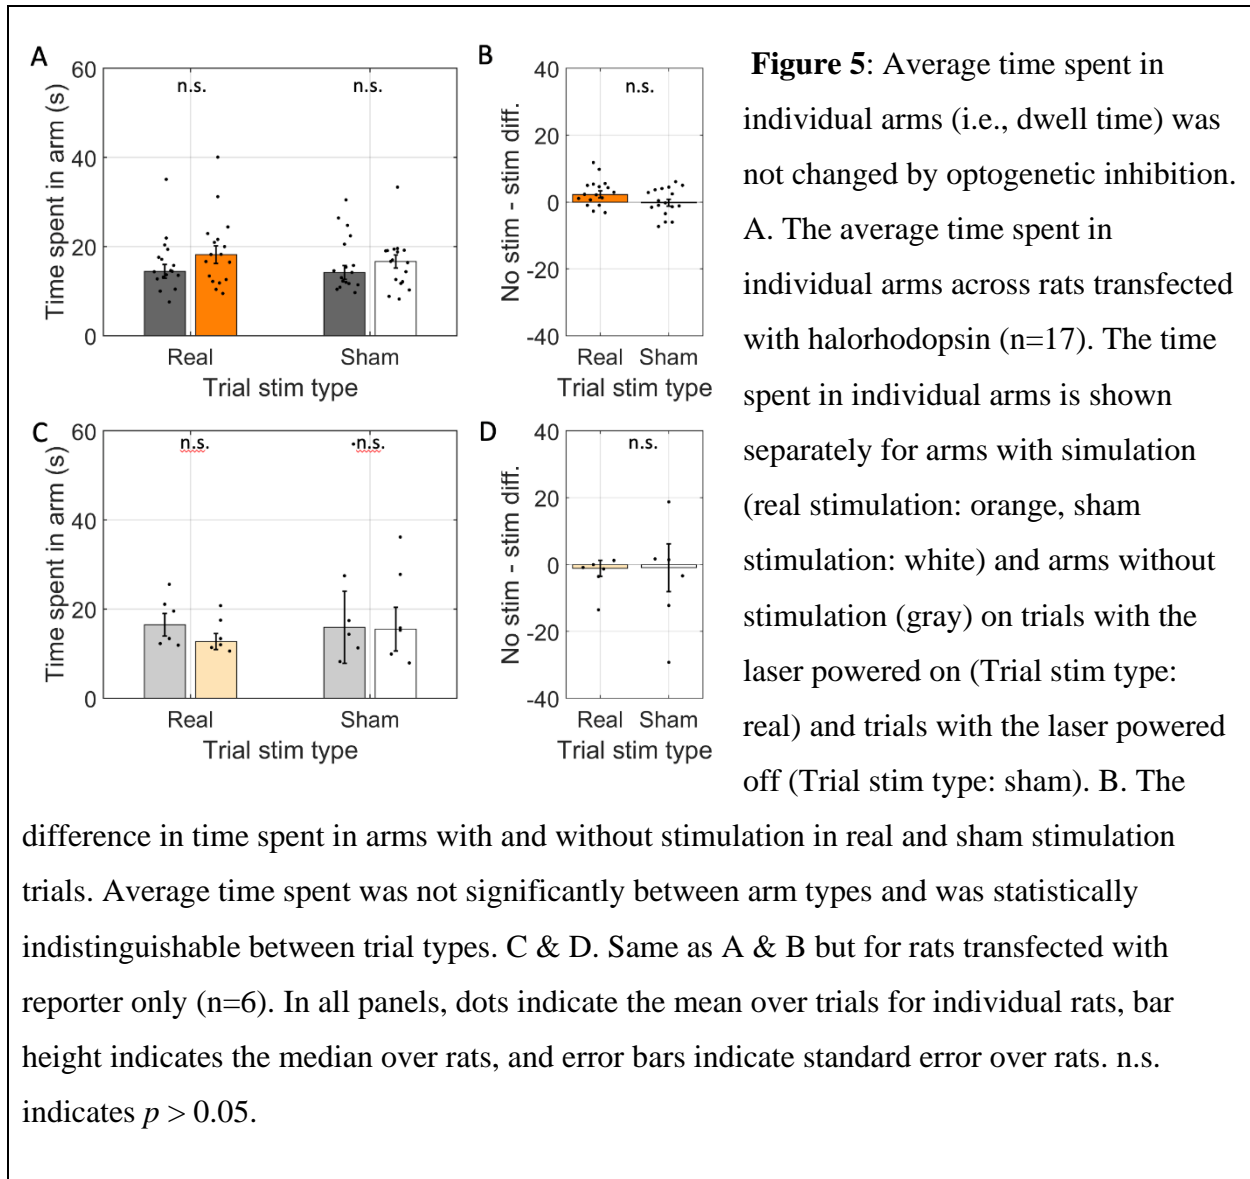 A
60
40
20
0
Time spent in arm (s)
n.s.
n.s.
Real
Sham
Trial stim type
B
40
20
0
-20
-40
No stim - stim diff.
n.s.
Real
Sham
Trial stim type
C
60
40
20
0
Time spent in arm (s)
n.s.
n.s.
Real
Sham
Trial stim type
D
40
20
0
-20
-40
No stim - stim diff.
n.s.
Real
Sham
Trial stim type
Figure 5: Average time spent in
individual arms (i.e., dwell time) was
not changed by optogenetic inhibition.
A. The average time spent in
individual arms across rats transfected
with halorhodopsin (n=17). The time
spent in individual arms is shown
separately for arms with simulation
(real stimulation: orange, sham
stimulation: white) and arms without
stimulation (gray) on trials with the
laser powered on (Trial stim type:
real) and trials with the laser powered
off (Trial stim type: sham). B. The
difference in time spent in arms with and without stimulation in real and sham stimulation
trials. Average time spent was not significantly between arm types and was statistically
indistinguishable between trial types. C & D. Same as A & B but for rats transfected with
reporter only (n=6). In all panels, dots indicate the mean over trials for individual rats, bar
height indicates the median over rats, and error bars indicate standard error over rats. n.s.
indicates p > 0.05.